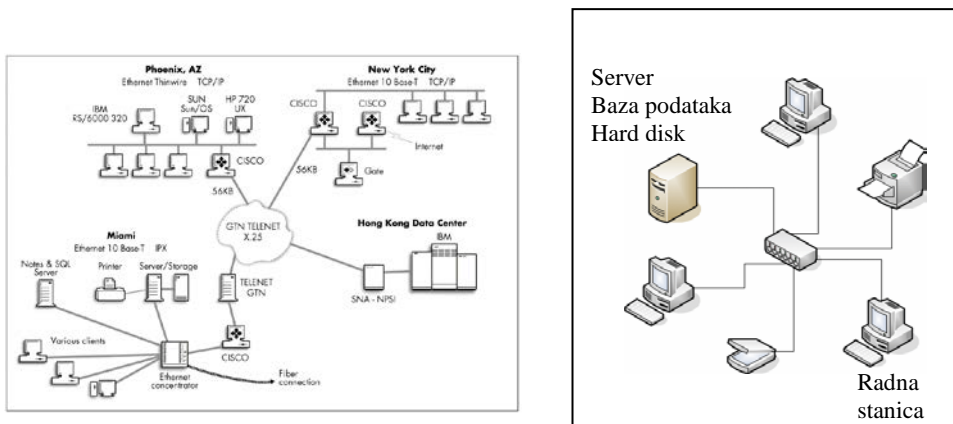 Phoenix, AZ
Ethernet Thinwire TCP/IP
IBM
RS/6000 320
SUN
Sun/OS
HP 720
UX
CISCO
56KB
New York City
Ethernet 10 Base-T TCP/IP
CISCO
CISCO
Internet
Gate
56KB
GTN TELENET
X.25
Hong Kong Data Center
IBM
SNA - NPSI
Miami
Ethernet 10 Base-T IPX
Notes & SQL
Server
Printer
Server/Storage
TELENET
GTN
Various clients
CISCO
Ethernet
concentrator
Fiber
connection
Server
Baza podataka
Hard disk
Radna
stanica